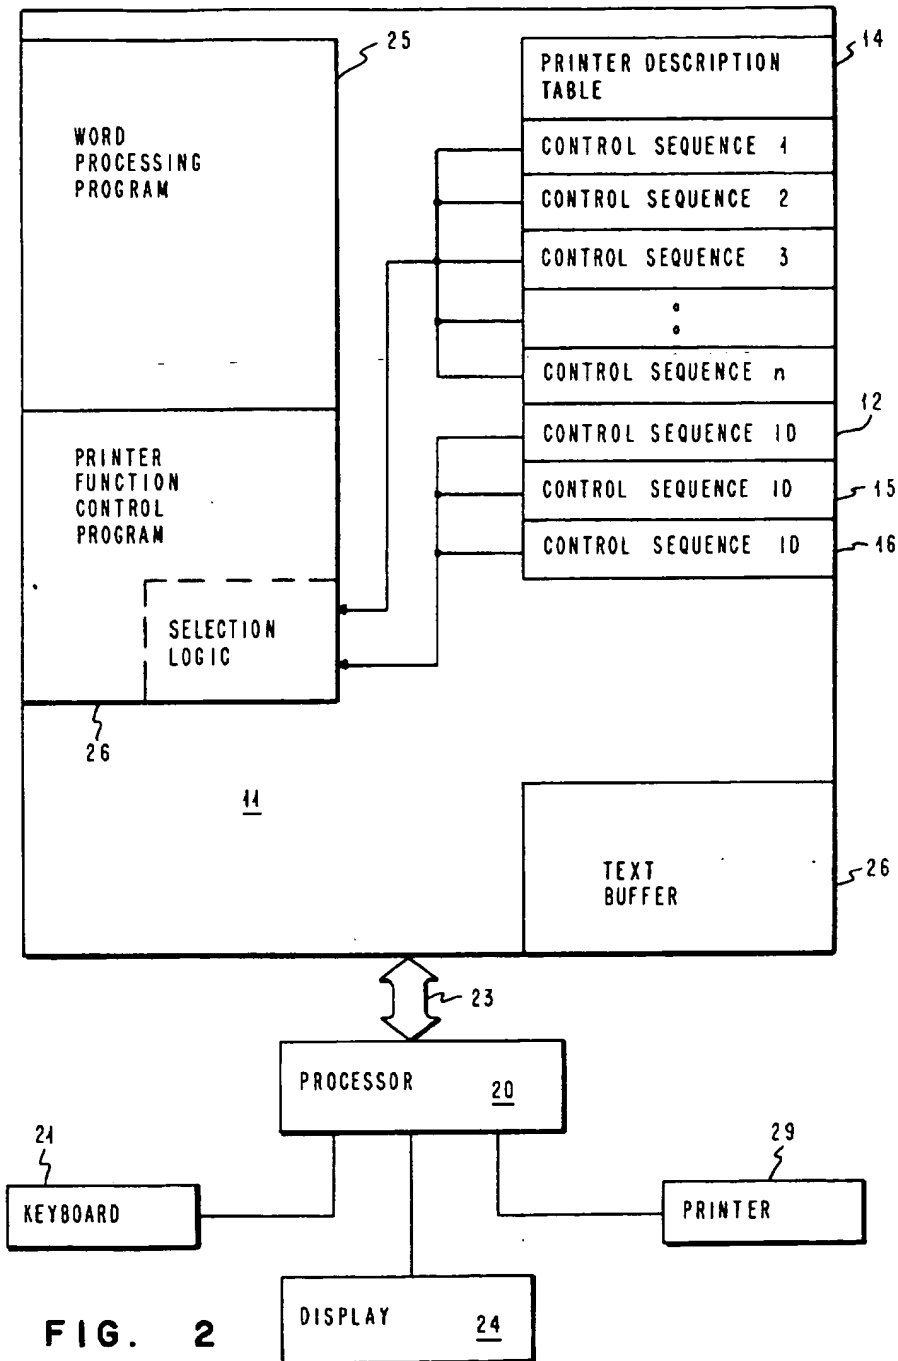 25
14
PRINTER DESCRIPTION
TABLE
WORD
PROCESSING
PROGRAM
CONTROL SEQUENCE 1
CONTROL SEQUENCE 2
CONTROL SEQUENCE 3
CONTROL SEQUENCE n
12
CONTROL SEQUENCE ID
PRINTER
FUNCTION
CONTROL
PROGRAM
CONTROL SEQUENCE ID
15
CONTROL SEQUENCE ID
16
SELECTION
LOGIC
26
11
TEXT
BUFFER
26
23
PROCESSOR 20
21
29
KEYBOARD
PRINTER
DISPLAY 24
FIG. 2